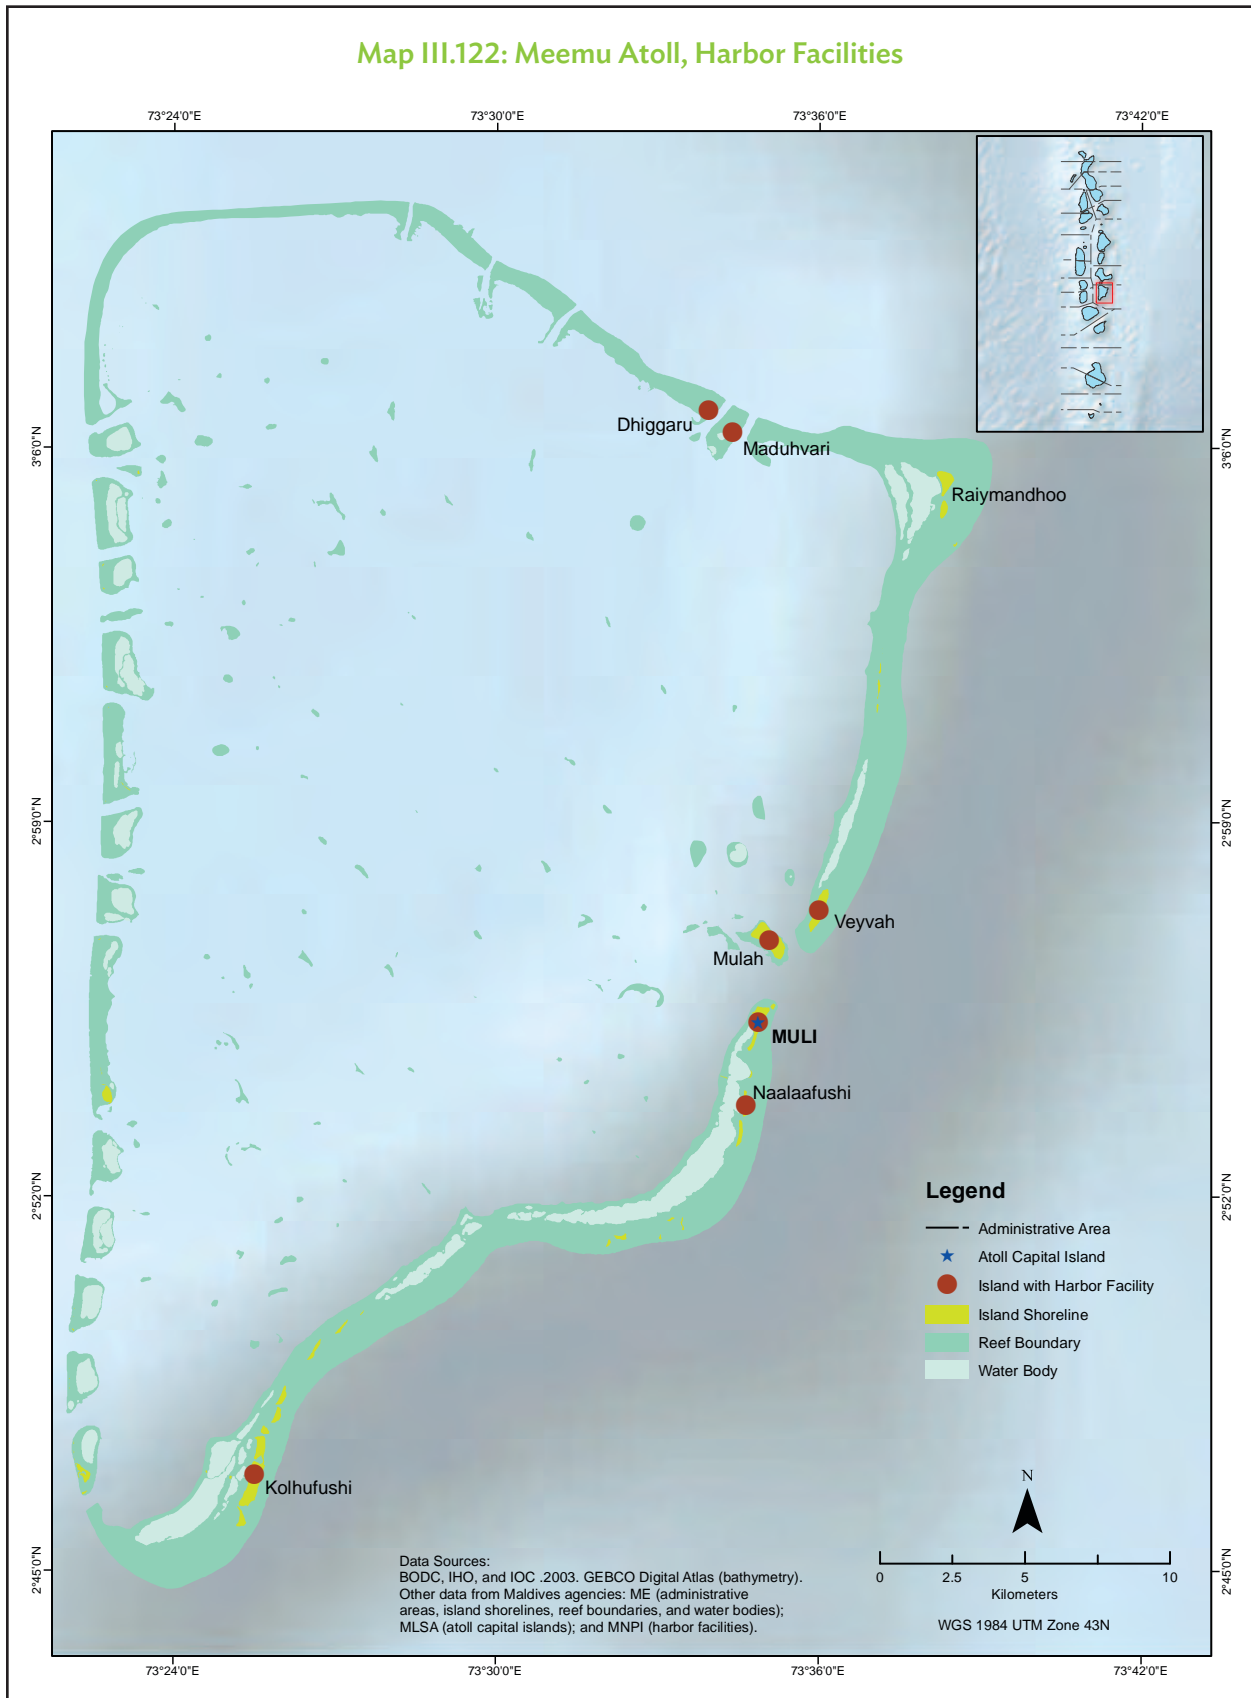 Map III.122: Meemu Atoll, Harbor Facilities
73°24'0"E
73°30'0"E
73°36'0"E
73°42'0"E
3°6'0"N
3°6'0"N
Dhiggaru
Maduhvari
Raiymandhoo
2°59'0"N
2°59'0"N
Veyvah
Mulah
MULI
Naalaafushi
2°52'0"N
2°52'0"N
Legend
Administrative Area
Atoll Capital Island
Island with Harbor Facility
Island Shoreline
Reef Boundary
Water Body
Kolhufushi
N
2°45'0"N
2°45'0"N
Data Sources:
BODC, IHO, and IOC .2003. GEBCO Digital Atlas (bathymetry).
Other data from Maldives agencies: ME (administrative
areas, island shorelines, reef boundaries, and water bodies);
MLSA (atoll capital islands); and MNPI (harbor facilities).
0 2.5 5 10
Kilometers
WGS 1984 UTM Zone 43N
73°24'0"E
73°30'0"E
73°36'0"E
73°42'0"E